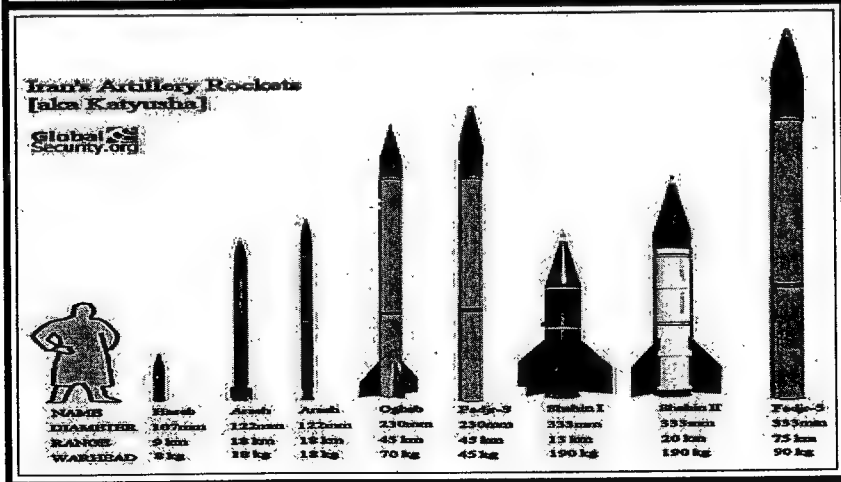 Iran's Artillery Rockets
[aka Katyusha]
Global
Security.org
NAME Haseb Arash Arash Oghab Fadjr-3 Shahin I Shahin II Fadjr-5
DIAMETER 107mm 122mm 122mm 230mm 230mm 333mm 333mm 333mm
RANGE 9 km 18 km 18 km 45 km 45 km 13 km 20 km 75 km
WARHEAD 8 kg 18 kg 18 kg 70 kg 45 kg 190 kg 190 kg 90 kg